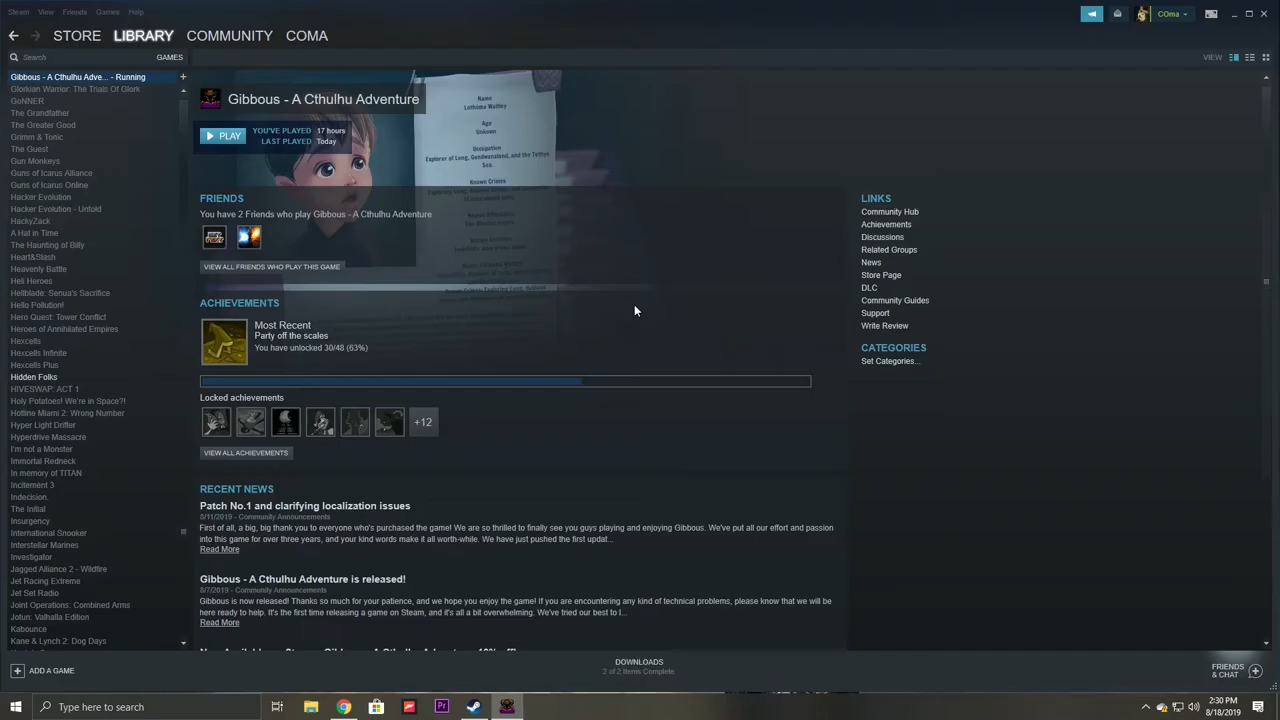 Steam View Friends Games Help
COma
STORE LIBRARY COMMUNITY COMA
Search GAMES
VIEW
Gibbous - A Cthulhu Adve... - Running
Glorkian Warrior: The Trials Of Glork
GoNNER
The Grandfather
The Greater Good
Grimm & Tonic
The Guest
Gun Monkeys
Guns of Icarus Alliance
Guns of Icarus Online
Hacker Evolution
Hacker Evolution - Untold
HackyZack
A Hat in Time
The Haunting of Billy
Heart&Slash
Heavenly Battle
Heli Heroes
Hellblade: Senua's Sacrifice
Hello Pollution!
Hero Quest: Tower Conflict
Heroes of Annihilated Empires
Hexcells
Hexcells Infinite
Hexcells Plus
Hidden Folks
HIVESWAP: ACT 1
Holy Potatoes! We're in Space?!
Hotline Miami 2: Wrong Number
Hyper Light Drifter
Hyperdrive Massacre
I'm not a Monster
Immortal Redneck
In memory of TITAN
Incitement 3
Indecision.
The Initial
Insurgency
International Snooker
Interstellar Marines
Investigator
Jagged Alliance 2 - Wildfire
Jet Racing Extreme
Jet Set Radio
Joint Operations: Combined Arms
Jotun: Valhalla Edition
Kabounce
Kane & Lynch 2: Dog Days
Gibbous - A Cthulhu Adventure
PLAY
YOU'VE PLAYED 17 hours
LAST PLAYED Today
Name
Age
Unkown
Occupation
Explorer of Leng, Gondwanaland, and the Tethys
Sea.
Known Crimes
FRIENDS
You have 2 Friends who play Gibbous - A Cthulhu Adventure
VIEW ALL FRIENDS WHO PLAY THIS GAME
ACHIEVEMENTS
Most Recent
Party off the scales
You have unlocked 30/48 (63%)
Locked achievements
+12
VIEW ALL ACHIEVEMENTS
RECENT NEWS
Patch No.1 and clarifying localization issues
8/11/2019 - Community Announcements
First of all, a big, big thank you to everyone who's purchased the game! We are so thrilled to finally see you guys playing and enjoying Gibbous. We've put all our effort and passion
into this game for over three years, and your kind words make it all worth-while. We have just pushed the first updat...
Read More
Gibbous - A Cthulhu Adventure is released!
8/7/2019 - Community Announcements
Gibbous is now released! Thanks so much for your patience, and we hope you enjoy the game! If you are encountering any kind of technical problems, please know that we will be
here ready to help. It's the first time releasing a game on Steam, and it's all a bit overwhelming. We've tried our best to l...
Read More
LINKS
Community Hub
Achievements
Discussions
Related Groups
News
Store Page
DLC
Community Guides
Support
Write Review
CATEGORIES
Set Categories...
ADD A GAME
DOWNLOADS
2 of 2 Items Complete
FRIENDS
& CHAT
Type here to search
Pr
2:30 PM
8/18/2019